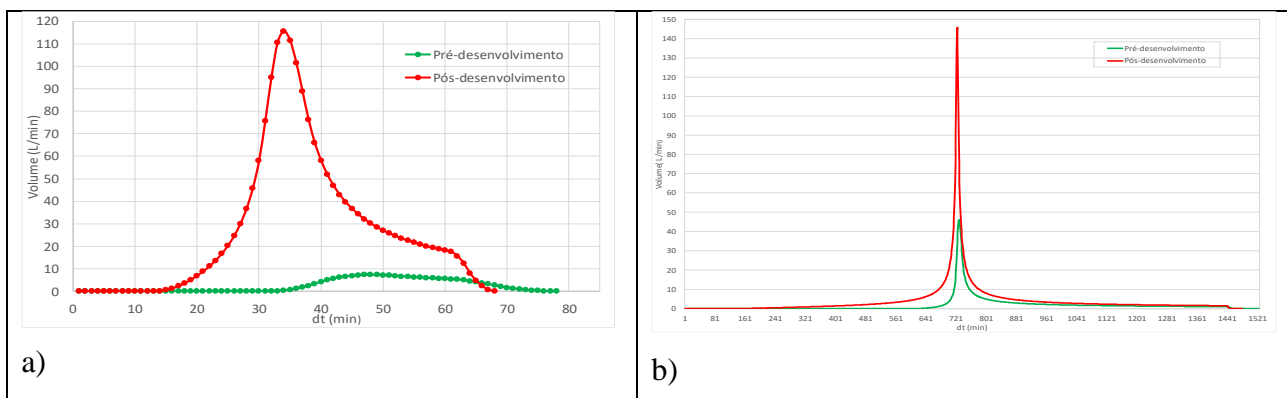 120
110
100
90
80
70
60
50
40
30
20
10
0
Volume (L/min)
Pré-desenvolvimento
Pós-desenvolvimento
0 10 20 30 40 50 60 70 80
dt (min)
a)
150
140
130
120
110
100
90
80
70
60
50
40
30
20
10
0
Volume( L/min)
Pré-desenvolvimento
Pós-desenvolvimento
1 81 161 241 321 401 481 561 641 721 801 881 961 1041 1121 1201 1281 1361 1441 1521
dt (min)
b)